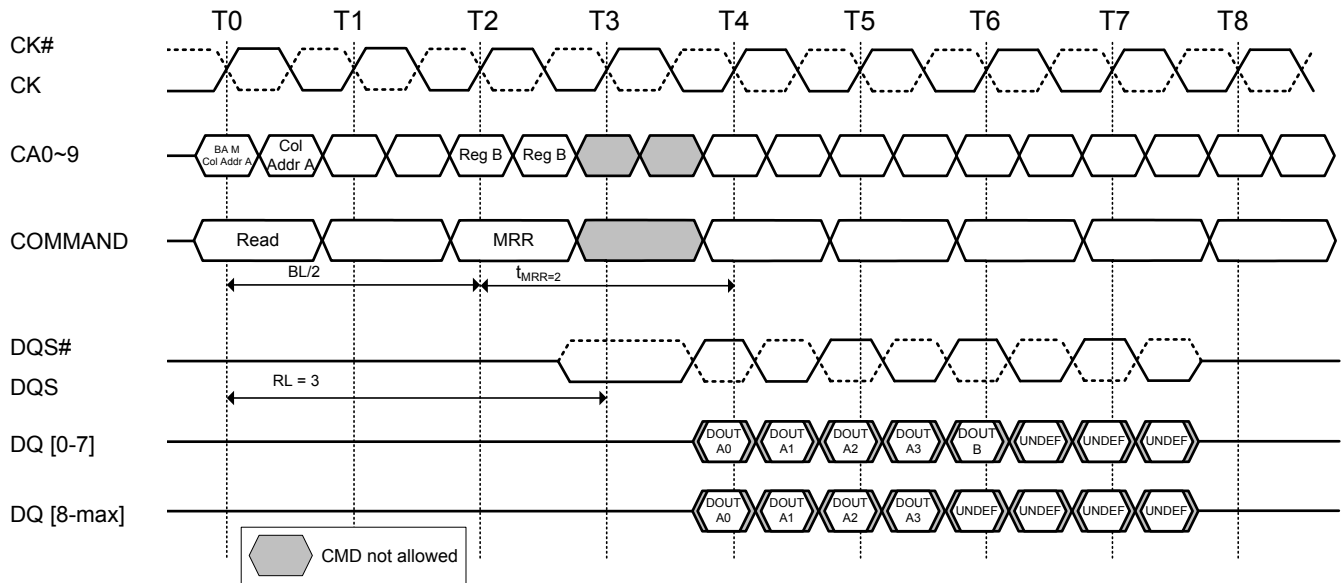 T0 T1 T2 T3 T4 T5 T6 T7 T8
CK#
CK
CA0~9
BA M
Col Addr A
Col
Addr A
Reg B
Reg B
COMMAND
Read
MRR
BL/2
tMRR=2
DQS#
DQS
RL = 3
DQ [0-7]
DOUT
A0
DOUT
A1
DOUT
A2
DOUT
A3
DOUT
B
UNDEF
UNDEF
UNDEF
DQ [8-max]
DOUT
A0
DOUT
A1
DOUT
A2
DOUT
A3
UNDEF
UNDEF
UNDEF
UNDEF
CMD not allowed